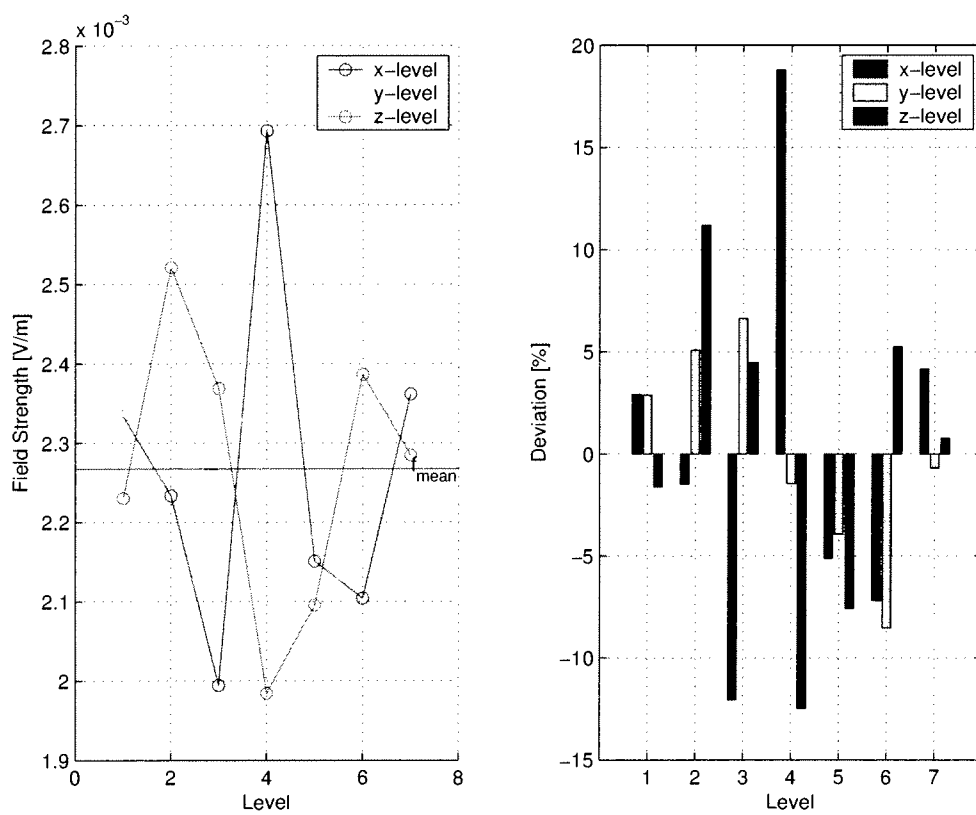 x 10⁻³
2.8
2.7
2.6
2.5
2.4
2.3
2.2
2.1
2
1.9
0
2
4
6
8
Level
Field Strength [V/m]
x-level
y-level
z-level
f mean
20
15
10
5
0
-5
-10
-15
1
2
3
4
5
6
7
Level
Deviation [%]
x-level
y-level
z-level